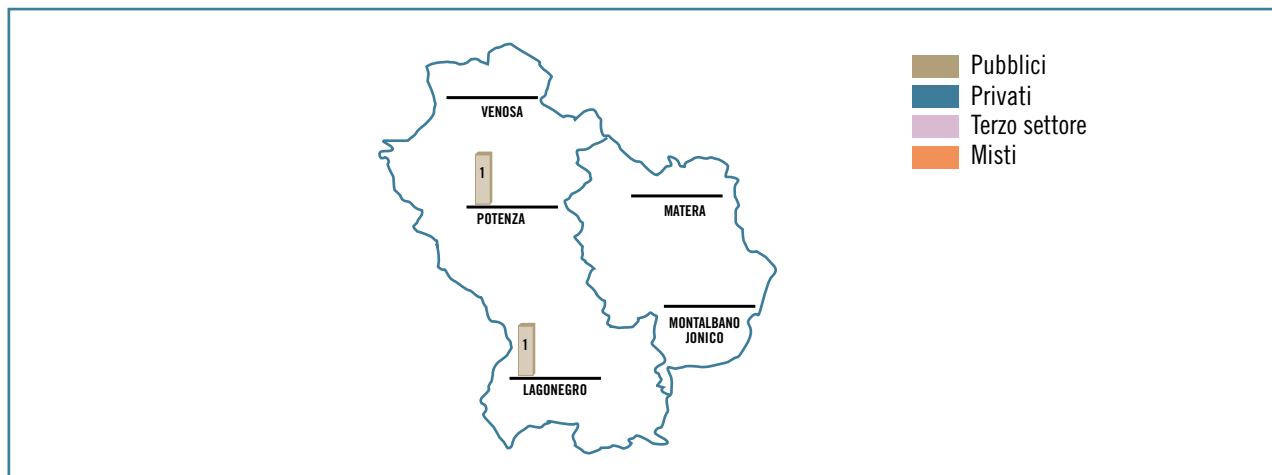 Pubblici
Privati
Terzo settore
Misti
VENOSA
1
POTENZA
MATERA
MONTALBANO
JONICO
1
LAGONEGRO